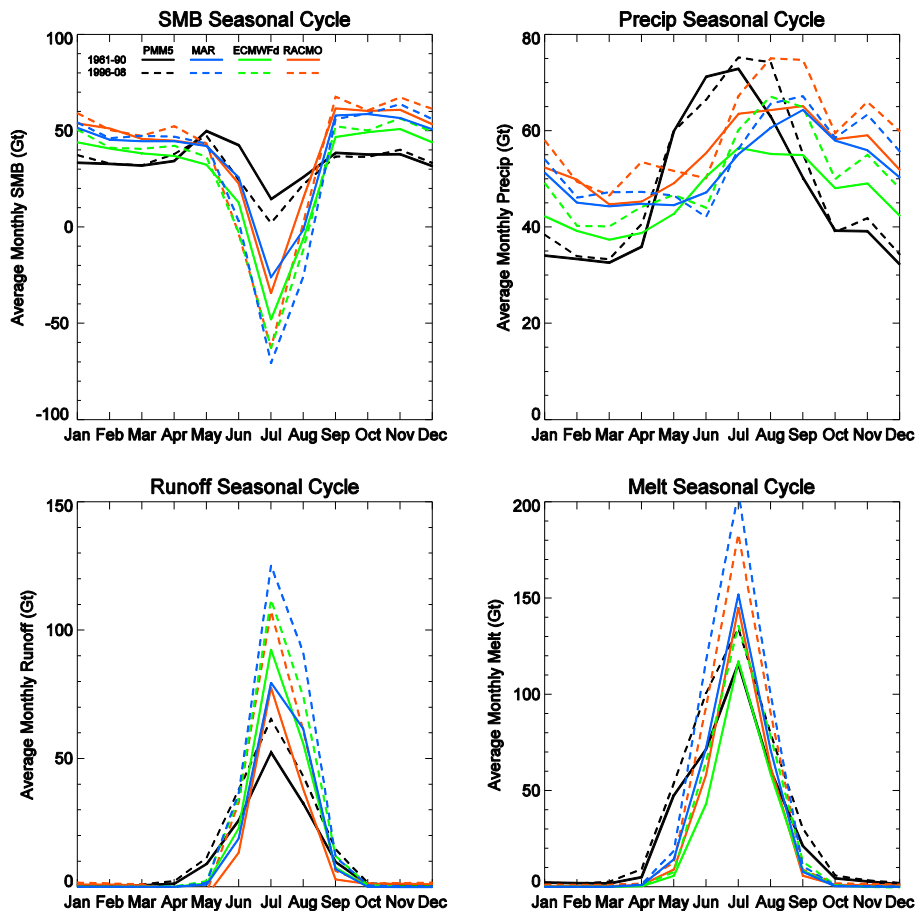 SMB Seasonal Cycle
100
50
0
-50
-100
Average Monthly SMB (Gt)
PMM5 MAR ECMWFd RACMO
1961-90
1996-08
Jan Feb Mar Apr May Jun Jul Aug Sep Oct Nov Dec
Precip Seasonal Cycle
80
60
40
20
0
Average Monthly Precip (Gt)
Jan Feb Mar Apr May Jun Jul Aug Sep Oct Nov Dec
Runoff Seasonal Cycle
150
100
50
0
Average Monthly Runoff (Gt)
Jan Feb Mar Apr May Jun Jul Aug Sep Oct Nov Dec
Melt Seasonal Cycle
200
150
100
50
0
Average Monthly Melt (Gt)
Jan Feb Mar Apr May Jun Jul Aug Sep Oct Nov Dec